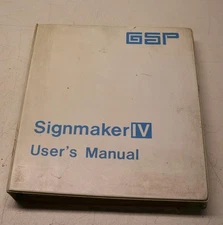 GSP
Signmaker IV
User's Manual